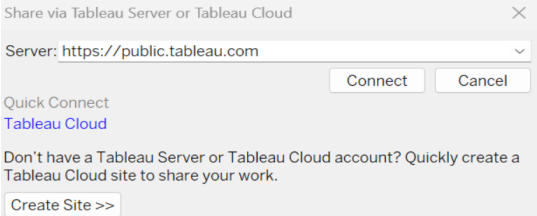 Share via Tableau Server or Tableau Cloud
Server: https://public.tableau.com
Connect Cancel
Quick Connect
Tableau Cloud
Don't have a Tableau Server or Tableau Cloud account? Quickly create a
Tableau Cloud site to share your work.
Create Site >>